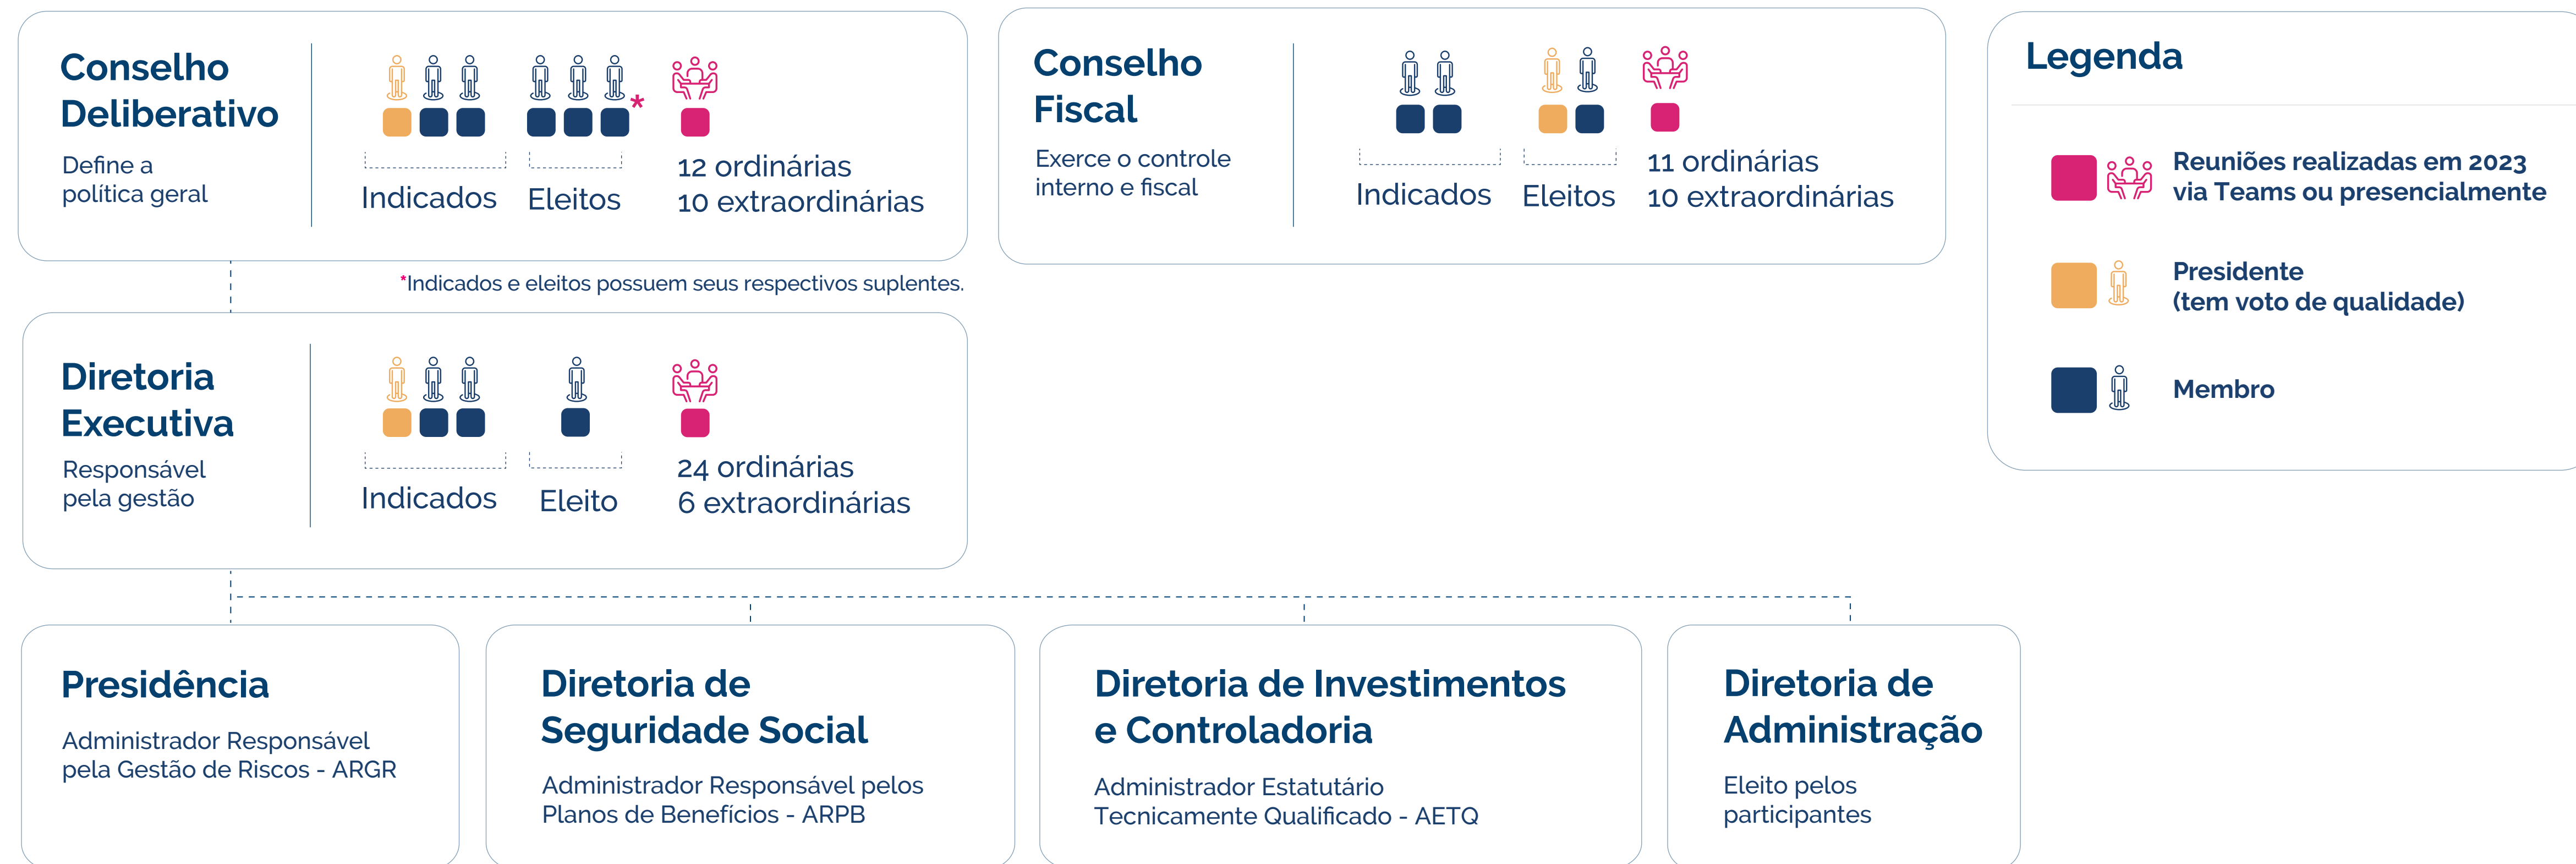 Conselho
Deliberativo
Define a
política geral
Indicados
Eleitos
*
12 ordinárias
10 extraordinárias
*Indicados e eleitos possuem seus respectivos suplentes.
Conselho
Fiscal
Exerce o controle
interno e fiscal
Indicados
Eleitos
11 ordinárias
10 extraordinárias
Legenda
Reuniões realizadas em 2023
via Teams ou presencialmente
Presidente
(tem voto de qualidade)
Membro
Diretoria
Executiva
Responsável
pela gestão
Indicados
Eleito
24 ordinárias
6 extraordinárias
Presidência
Administrador Responsável
pela Gestão de Riscos - ARGR
Diretoria de
Seguridade Social
Administrador Responsável pelos
Planos de Benefícios - ARPB
Diretoria de Investimentos
e Controladoria
Administrador Estatutário
Tecnicamente Qualificado - AETQ
Diretoria de
Administração
Eleito pelos
participantes